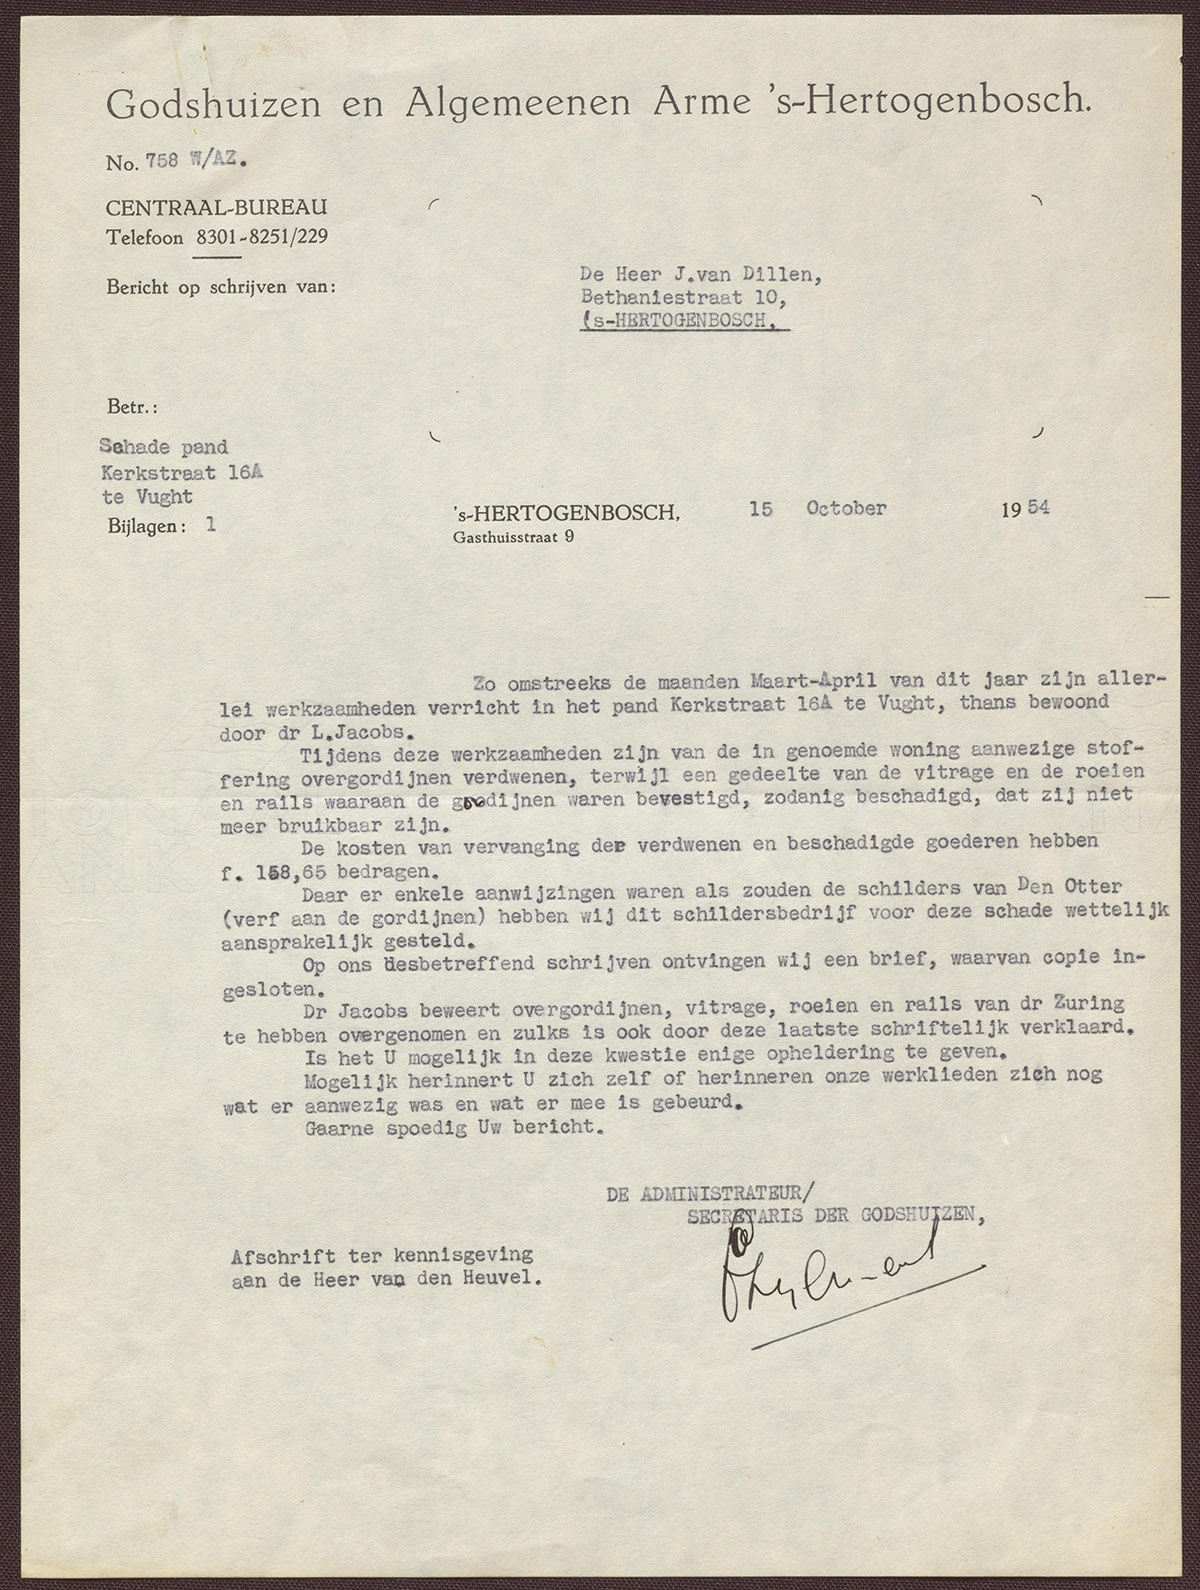 Godshuizen en Algemeenen Arme 's-Hertogenbosch.
No. 758 W/AZ.
CENTRAAL-BUREAU
Telefoon 8301-8251/229
Bericht op schrijven van:
De Heer J.van Dillen,
Bethaniestraat 10,
(s-HERTOGENBOSCH.
Betr.:
Schade pand
Kerkstraat 16A
te Vught
Bijlagen: 1
's-HERTOGENBOSCH, 15 October 1954
Gasthuisstraat 9
Zo omstreeks de maanden Maart-April van dit jaar zijn aller-
lei werkzaamheden verricht in het pand Kerkstraat 16A te Vught, thans bewoond
door dr L.Jacobs.
Tijdens deze werkzaamheden zijn van de in genoemde woning aanwezige stof-
fering overgordijnen verdwenen, terwijl een gedeelte van de vitrage en de roeien
en rails waaraan de gordijnen waren bevestigd, zodanig beschadigd, dat zij niet
meer bruikbaar zijn.
De kosten van vervanging der verdwenen en beschadigde goederen hebben
f. 158,65 bedragen.
Daar er enkele aanwijzingen waren als zouden de schilders van Den Otter
(verf aan de gordijnen) hebben wij dit schildersbedrijf voor deze schade wettelijk
aansprakelijk gesteld.
Op ons desbetreffend schrijven ontvingen wij een brief, waarvan copie in-
gesloten.
Dr Jacobs beweert overgordijnen, vitrage, roeien en rails van dr Zuring
te hebben overgenomen en zulks is ook door deze laatste schriftelijk verklaard.
Is het U mogelijk in deze kwestie enige opheldering te geven.
Mogelijk herinnert U zich zelf of herinneren onze werklieden zich nog
wat er aanwezig was en wat er mee is gebeurd.
Gaarne spoedig Uw bericht.
DE ADMINISTRATEUR/
SECRETARIS DER GODSHUIZEN,
Afschrift ter kennisgeving
aan de Heer van den Heuvel.